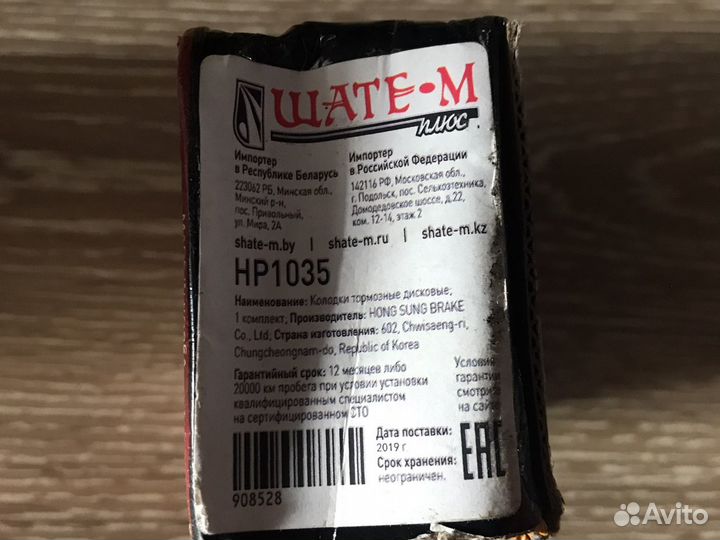 ШАТЕ-М
плюс
Импортер
в Республике Беларусь
223062 РБ, Минская обл.,
Минский р-н,
пос. Привольный,
ул. Мира, 2А
Импортер
в Российской Федерации
142116 РФ, Московская обл.,
г. Подольск, пос. Сельхозтехника,
Домодедовское шоссе, д.22,
ком. 12-14, этаж 2
shate-m.by | shate-m.ru | shate-m.kz
HP1035
Наименование: Колодки тормозные дисковые,
1 комплект, Производитель: HONG SUNG BRAKE
Co., Ltd, Страна изготовления: 602, Chwisaeng-ri,
Chungcheongnam-do, Republic of Korea
Гарантийный срок: 12 месяцев либо
20000 км пробега при условии установки
квалифицированным специалистом
на сертифицированном СТО
Условия
гарантии
смотрите
на сайте
908528
Дата поставки:
2019 г.
Срок хранения:
неограничен.
EAC
Avito